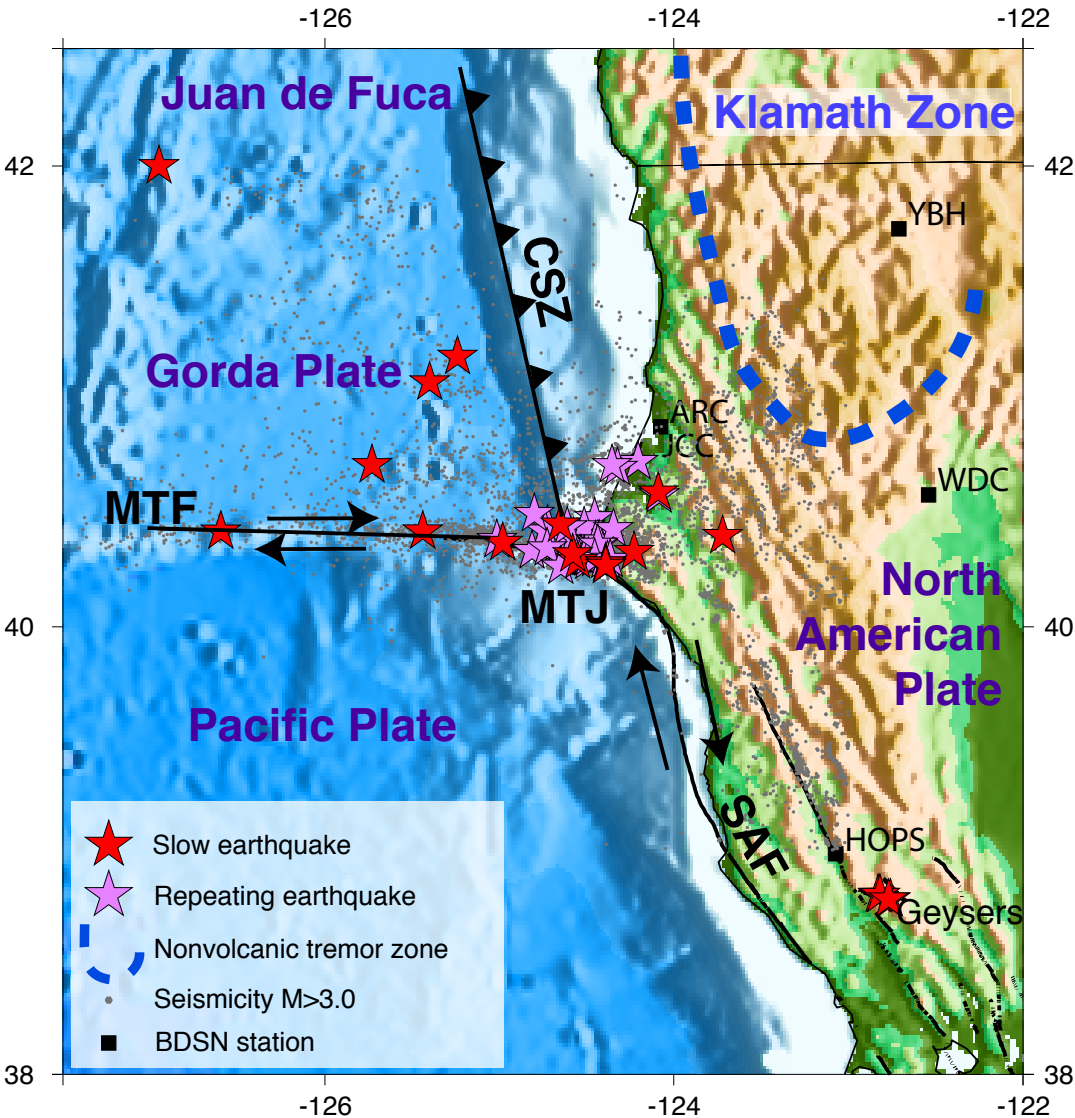 -126
-124
-122
Juan de Fuca
Klamath Zone
42
42
YBH
CSZ
Gorda Plate
ARC
JCC
WDC
MTF
MTJ
North
American
Plate
40
40
Pacific Plate
SAF
HOPS
Geysers
Slow earthquake
Repeating earthquake
Nonvolcanic tremor zone
Seismicity M>3.0
BDSN station
38
38
-126
-124
-122